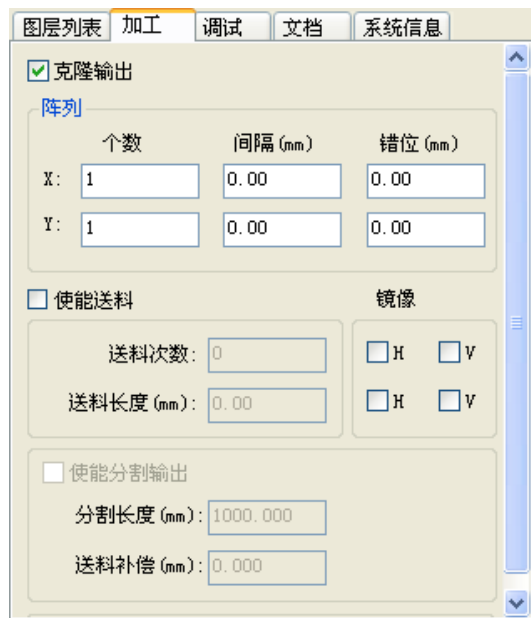 图层列表 加工 调试 文档 系统信息
克隆输出
阵列
个数 间隔(mm) 错位(mm)
X: 1 0.00 0.00
Y: 1 0.00 0.00
使能送料 镜像
送料次数: 0 H V
送料长度(mm): 0.00 H V
使能分割输出
分割长度(mm): 1000.000
送料补偿(mm): 0.000